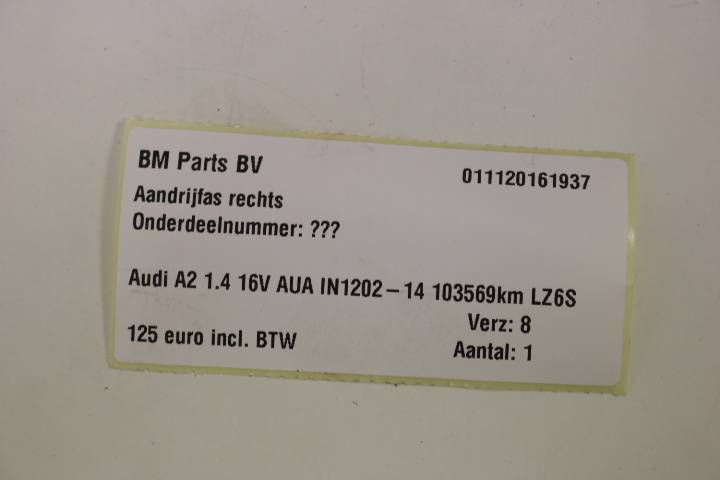 BM Parts BV 011120161937
Aandrijfas rechts
Onderdeelnummer: ???
Audi A2 1.4 16V AUA IN1202-14 103569km LZ6S
Verz: 8
125 euro incl. BTW
Aantal: 1